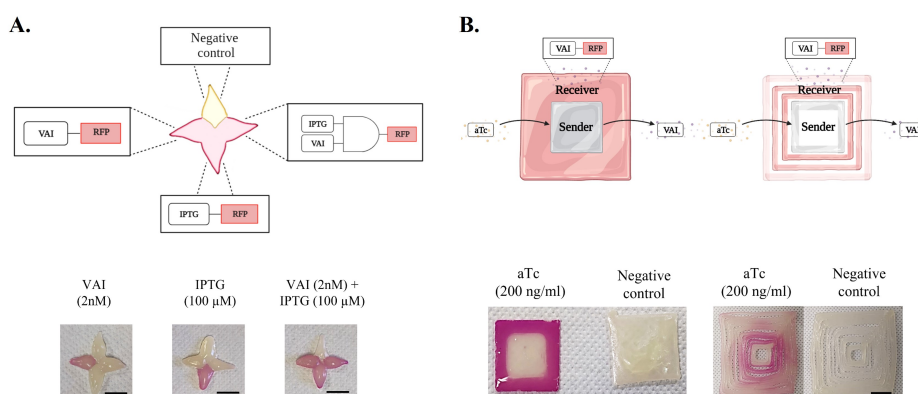 A.
Negative
control
VAI
RFP
IPTG
VAI
RFP
IPTG
RFP
VAI
(2nM)
IPTG
(100 µM)
VAI (2nM) +
IPTG (100 µM)
B.
VAI
RFP
Receiver
aTc
Sender
VAI
VAI
RFP
Receiver
aTc
Sender
VAI
aTc
(200 ng/ml)
Negative
control
aTc
(200 ng/ml)
Negative
control